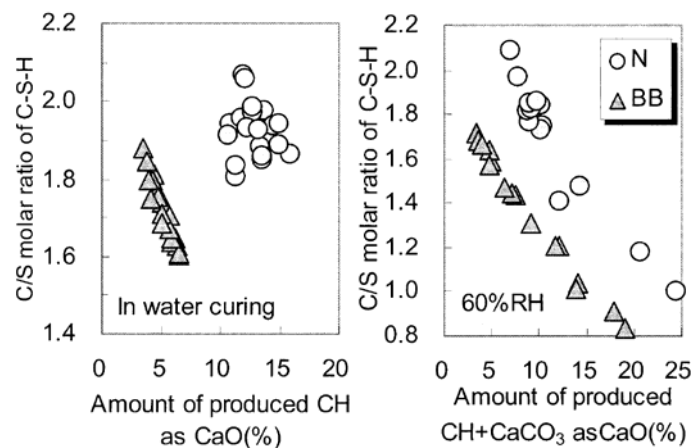 C/S molar ratio of C-S-H
2.2
2.0
1.8
1.6
1.4
In water curing
0 5 10 15 20
Amount of produced CH
as CaO(%)
C/S molar ratio of C-S-H
2.2
2.0
1.8
1.6
1.4
1.2
1.0
0.8
N
BB
60%RH
0 5 10 15 20 25
Amount of produced
CH+CaCO3 asCaO(%)